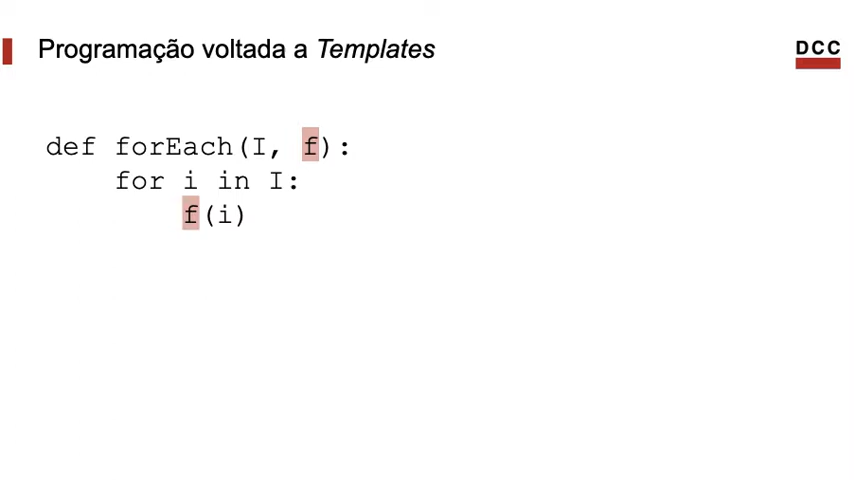 Programação voltada a Templates
DCC
def forEach(I, f):
    for i in I:
        f(i)